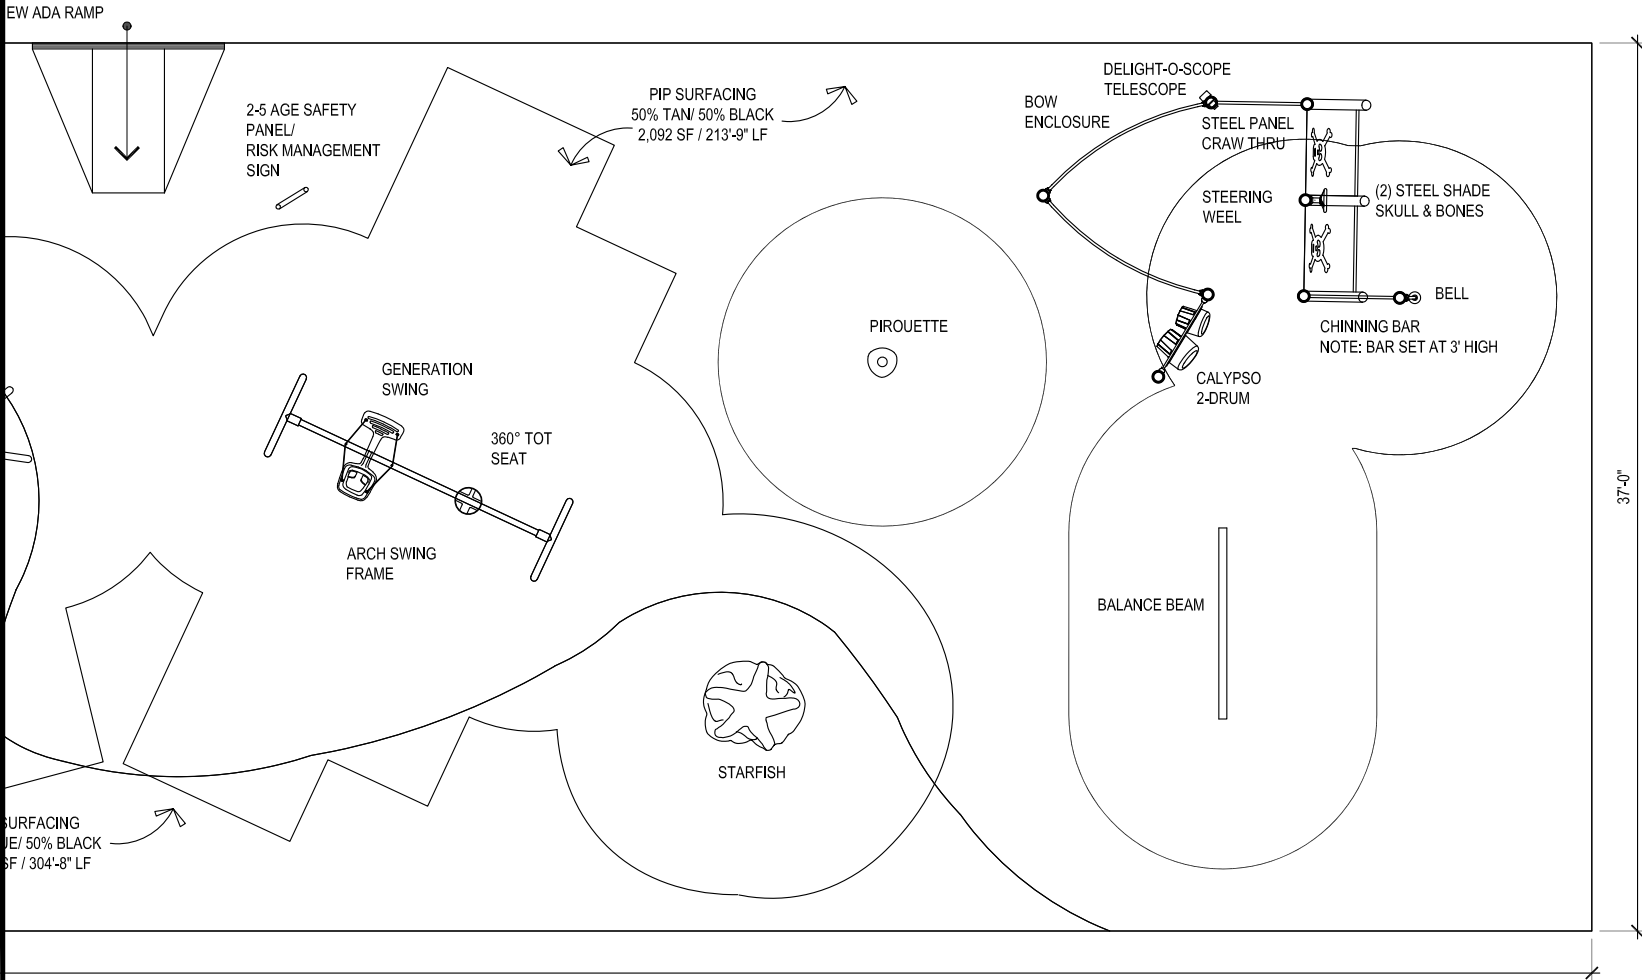 EW ADA RAMP
2-5 AGE SAFETY
PANEL/
RISK MANAGEMENT
SIGN
PIP SURFACING
50% TAN/ 50% BLACK
2,092 SF / 213'-9" LF
DELIGHT-O-SCOPE
TELESCOPE
BOW
ENCLOSURE
STEEL PANEL
CRAW THRU
STEERING
WEEL
(2) STEEL SHADE
SKULL & BONES
BELL
CHINNING BAR
NOTE: BAR SET AT 3' HIGH
PIROUETTE
CALYPSO
2-DRUM
GENERATION
SWING
360° TOT
SEAT
ARCH SWING
FRAME
37'-0"
BALANCE BEAM
STARFISH
SURFACING
UE/ 50% BLACK
SF / 304'-8" LF